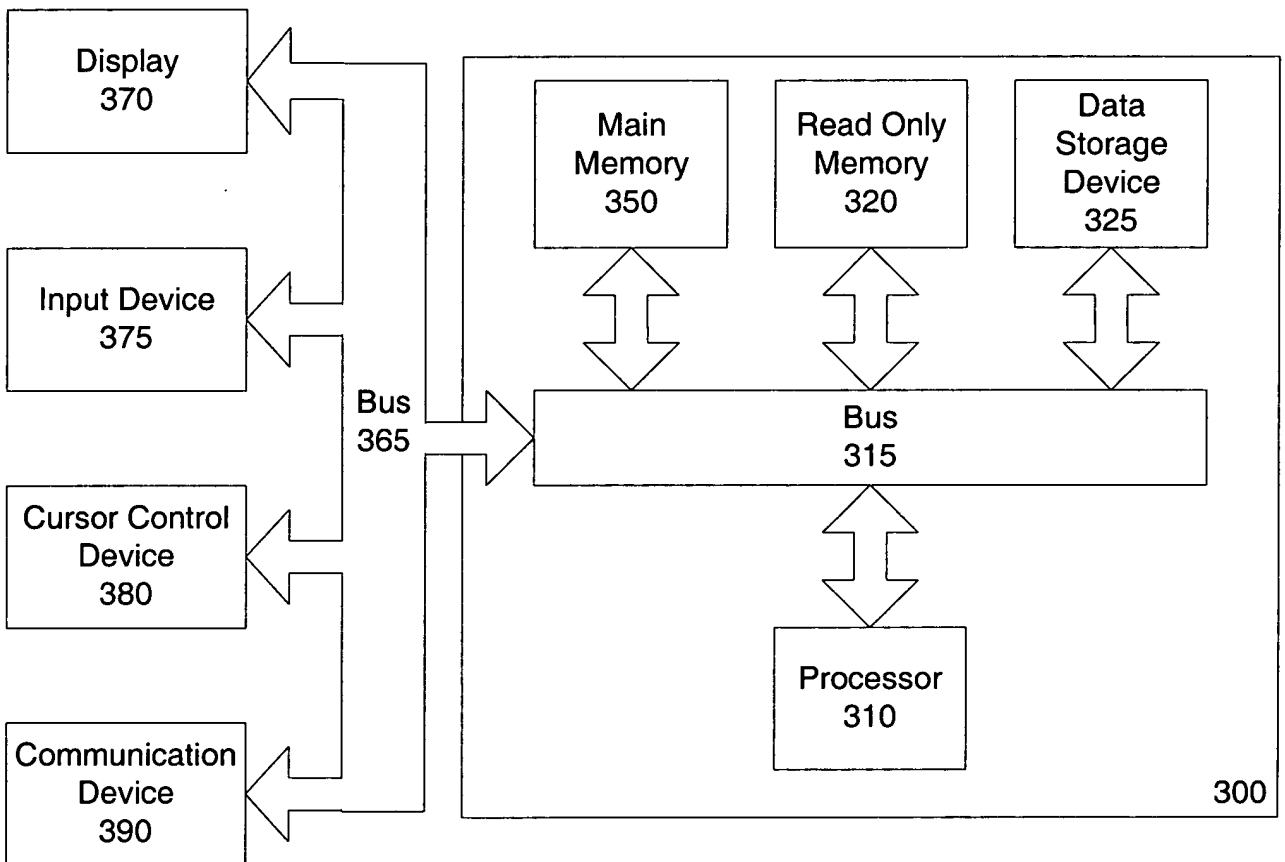 Display
370
Input Device
375
Cursor Control
Device
380
Communication
Device
390
Bus
365
Main
Memory
350
Read Only
Memory
320
Data
Storage
Device
325
Bus
315
Processor
310
300